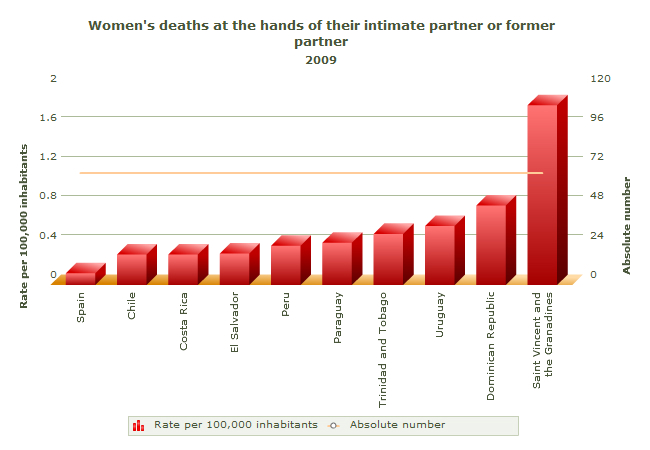 Women's deaths at the hands of their intimate partner or former
partner
2009
Rate per 100,000 inhabitants
2
1.6
1.2
0.8
0.4
0
120
96
72
48
24
0
Absolute number
Spain
Chile
Costa Rica
El Salvador
Peru
Paraguay
Trinidad and Tobago
Uruguay
Dominican Republic
Saint Vincent and
the Granadines
Rate per 100,000 inhabitants
Absolute number